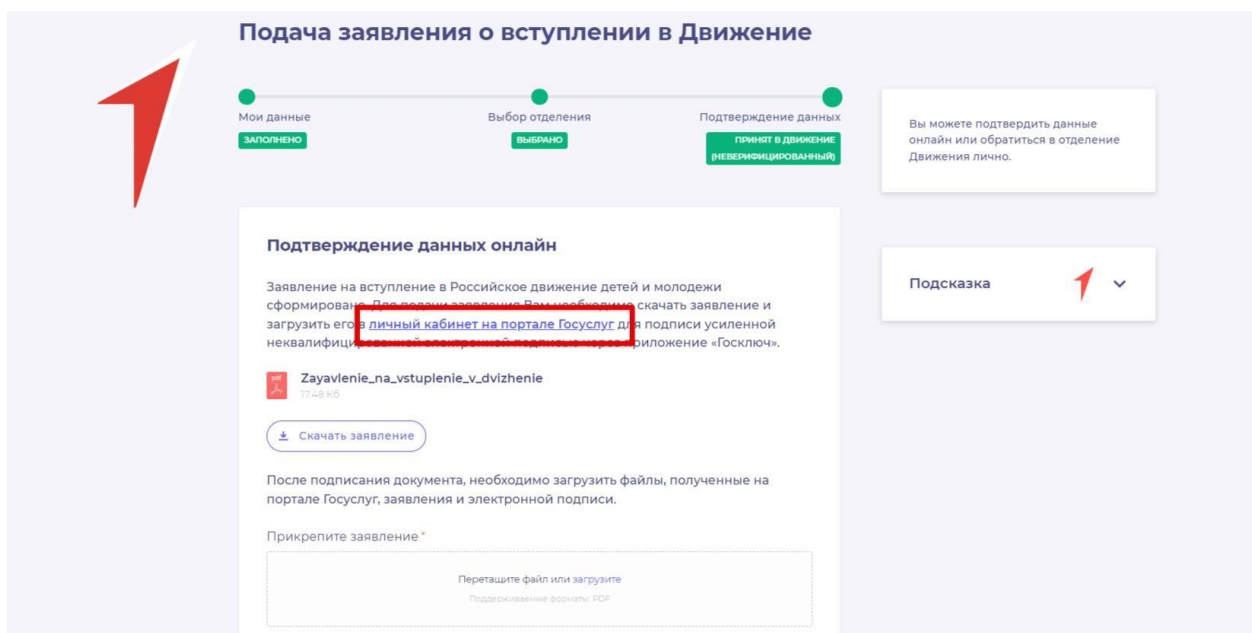 Подача заявления о вступлении в Движение
Мои данные
ЗАПОЛНЕНО
Выбор отделения
ВЫБРАНО
Подтверждение данных
ПРИНЯТ В ДВИЖЕНИЕ
(НЕВЕРИФИЦИРОВАННЫЙ)
Вы можете подтвердить данные
онлайн или обратиться в отделение
Движения лично.
Подсказка
Подтверждение данных онлайн
Заявление на вступление в Российское движение детей и молодежи
сформировано. Для подачи заявления Вам необходимо скачать заявление и
загрузить его в личный кабинет на портале Госуслуг для подписи усиленной
неквалифицированной электронной подписью через приложение «Госключ».
pdf
Zayavlenie_na_vstuplenie_v_dvizhenie
17.48 Кб
Скачать заявление
После подписания документа, необходимо загрузить файлы, полученные на
портале Госуслуг, заявления и электронной подписи.
Прикрепите заявление *
Перетащите файл или загрузите
Поддерживаемые форматы: PDF